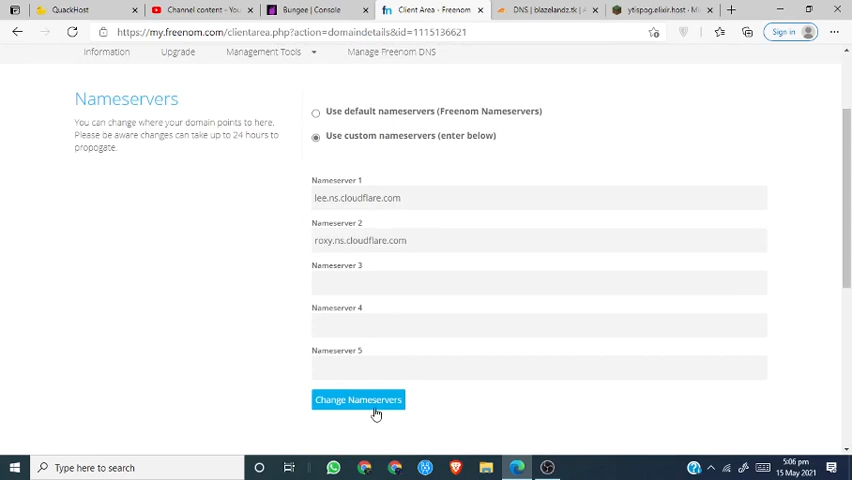 QuackHost
Channel content - You
Bungee | Console
Client Area - Freenom
DNS | blazelandz.tk |
ytispog.elixir.host - Mi
https://my.freenom.com/clientarea.php?action=domaindetails&id=1115136621
Sign in
Information
Upgrade
Management Tools
Manage Freenom DNS
Nameservers
You can change where your domain points to here.
Please be aware changes can take up to 24 hours to
propogate.
Use default nameservers (Freenom Nameservers)
Use custom nameservers (enter below)
Nameserver 1
lee.ns.cloudflare.com
Nameserver 2
roxy.ns.cloudflare.com
Nameserver 3
Nameserver 4
Nameserver 5
Change Nameservers
Type here to search
5:06 pm
15 May 2021